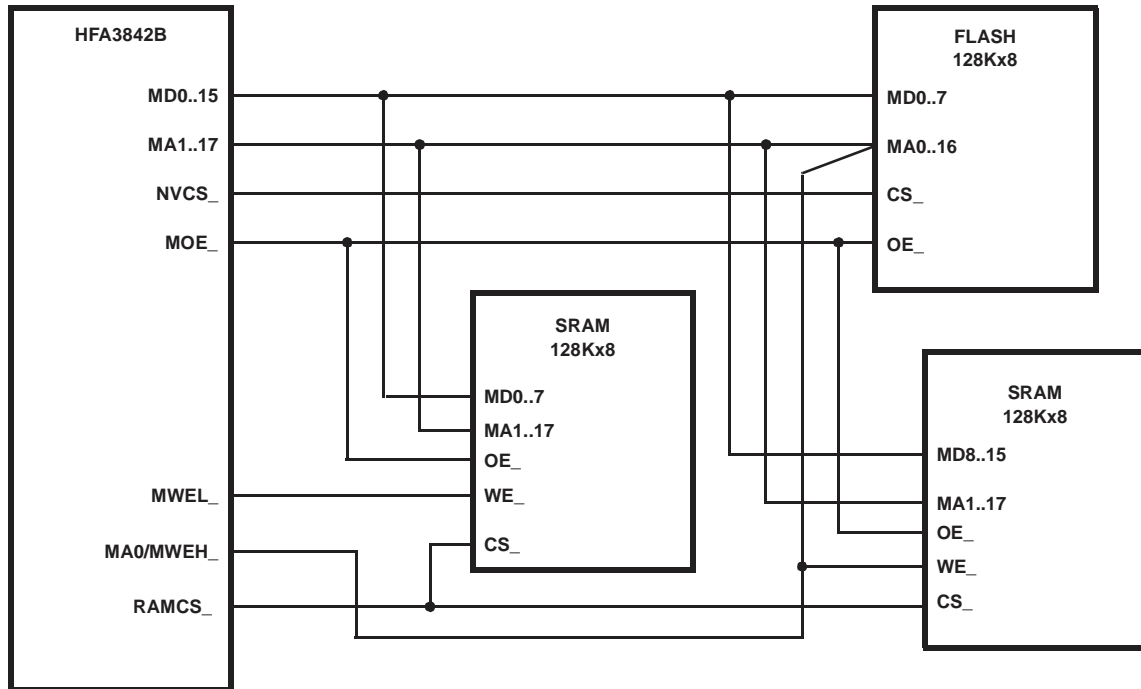 HFA3842B
MD0..15
MA1..17
NVCS_
MOE_
MWEL_
MA0/MWEH_
RAMCS_
FLASH
128Kx8
MD0..7
MA0..16
CS_
OE_
SRAM
128Kx8
MD0..7
MA1..17
OE_
WE_
CS_
SRAM
128Kx8
MD8..15
MA1..17
OE_
WE_
CS_